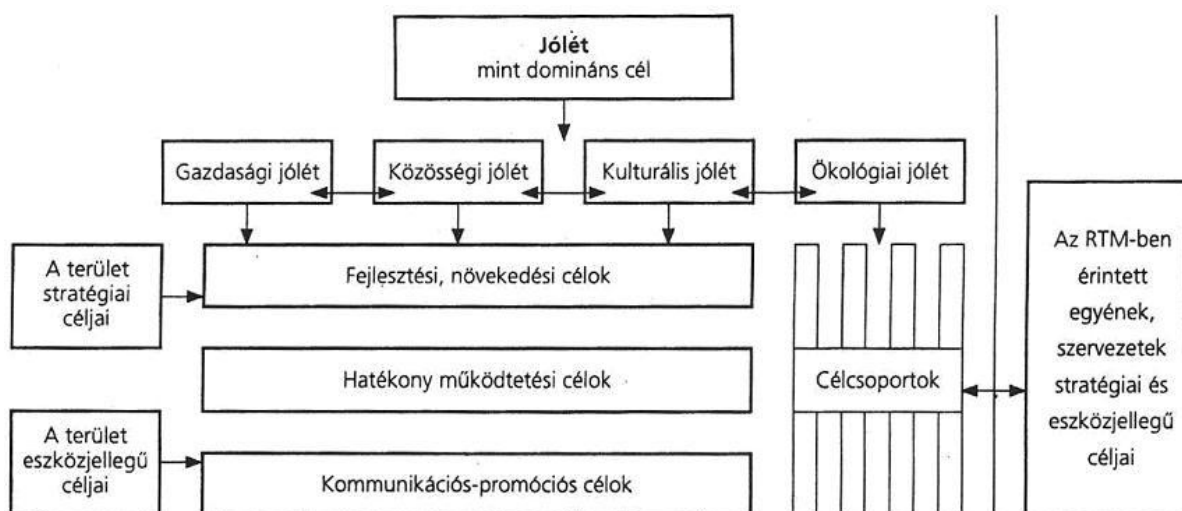 Jólét
mint domináns cél
Gazdasági jólét
Közösségi jólét
Kulturális jólét
Ökológiai jólét
A terület
stratégiai
céljai
Fejlesztési, növekedési célok
Hatékony működtetési célok
Célcsoportok
A terület
eszközjellegű
céljai
Kommunikációs-promóciós célok
Az RTM-ben
érintett
egyének,
szervezetek
stratégiai és
eszközjellegű
céljai